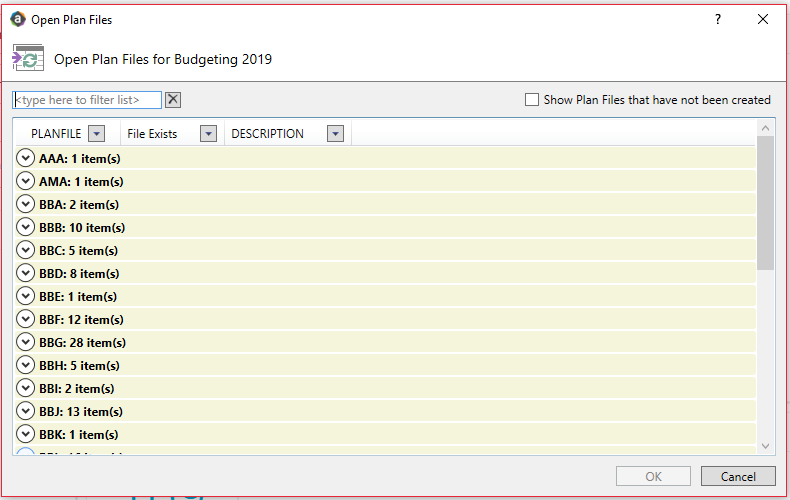 Open Plan Files
?
Open Plan Files for Budgeting 2019
<type here to filter list>
Show Plan Files that have not been created
PLANFILE File Exists DESCRIPTION
AAA: 1 item(s)
AMA: 1 item(s)
BBA: 2 item(s)
BBB: 10 item(s)
BBC: 5 item(s)
BBD: 8 item(s)
BBE: 1 item(s)
BBF: 12 item(s)
BBG: 28 item(s)
BBH: 5 item(s)
BBI: 2 item(s)
BBJ: 13 item(s)
BBK: 1 item(s)
OK Cancel